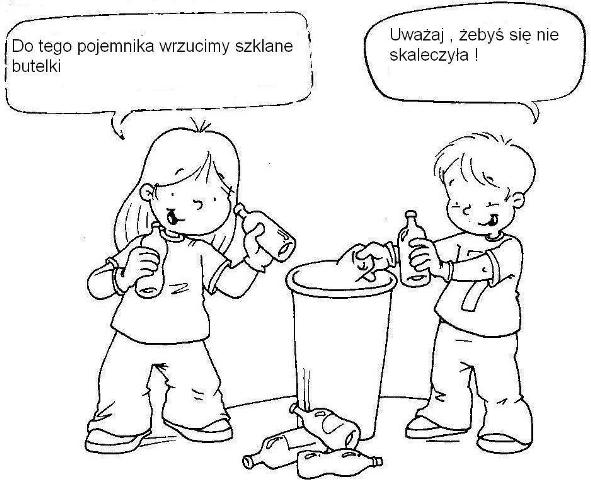 Do tego pojemnika wrzucimy szklane
butelki
Uważaj , żebyś się nie
skaleczyła !